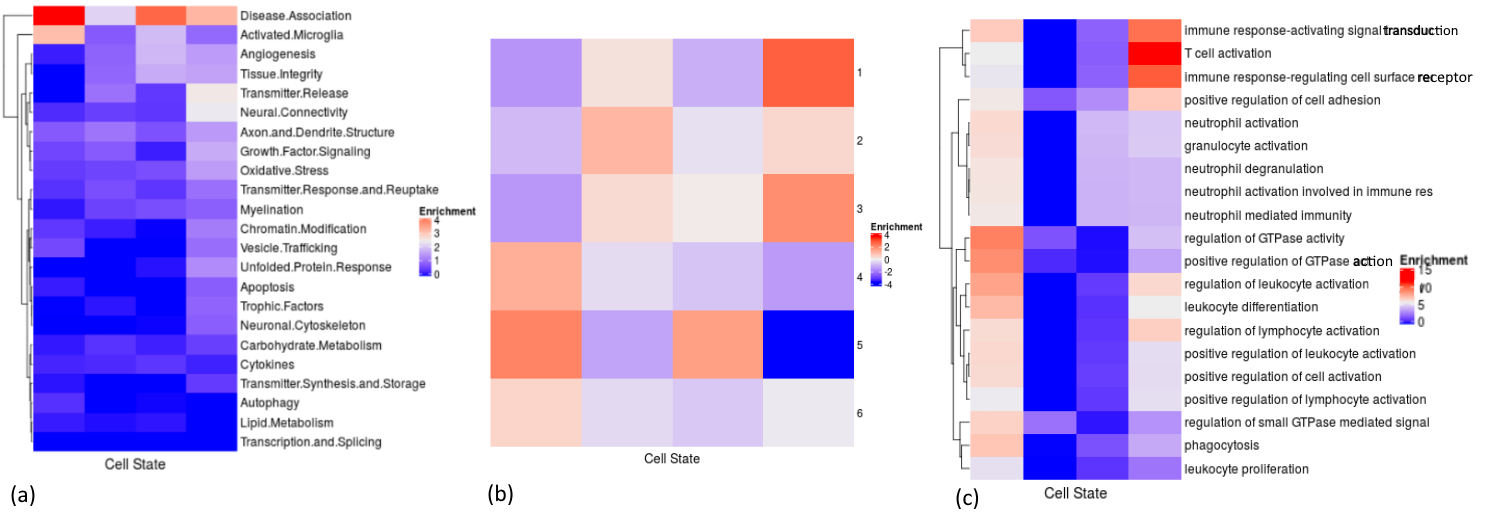 Disease.Association
Activated.Microglia
Angiogenesis
Tissue.Integrity
Transmitter.Release
Neural.Connectivity
Axon.and.Dendrite.Structure
Growth.Factor.Signaling
Oxidative.Stress
Transmitter.Response.and.Reuptake
Myelination
Chromatin.Modification
Vesicle.Trafficking
Unfolded.Protein.Response
Apoptosis
Trophic.Factors
Neuronal.Cytoskeleton
Carbohydrate.Metabolism
Cytokines
Transmitter.Synthesis.and.Storage
Autophagy
Lipid.Metabolism
Transcription.and.Splicing
Enrichment
4
3
2
1
0
Cell State
(a)
1
2
3
4
5
6
Enrichment
4
2
0
-2
-4
Cell State
(b)
immune response-activating signal transduction
T cell activation
immune response-regulating cell surface receptor
positive regulation of cell adhesion
neutrophil activation
granulocyte activation
neutrophil degranulation
neutrophil activation involved in immune res
neutrophil mediated immunity
regulation of GTPase activity
positive regulation of GTPase action
regulation of leukocyte activation
leukocyte differentiation
regulation of lymphocyte activation
positive regulation of leukocyte activation
positive regulation of cell activation
positive regulation of lymphocyte activation
regulation of small GTPase mediated signal
phagocytosis
leukocyte proliferation
Enrichment
15
5
0
Cell State
(c)